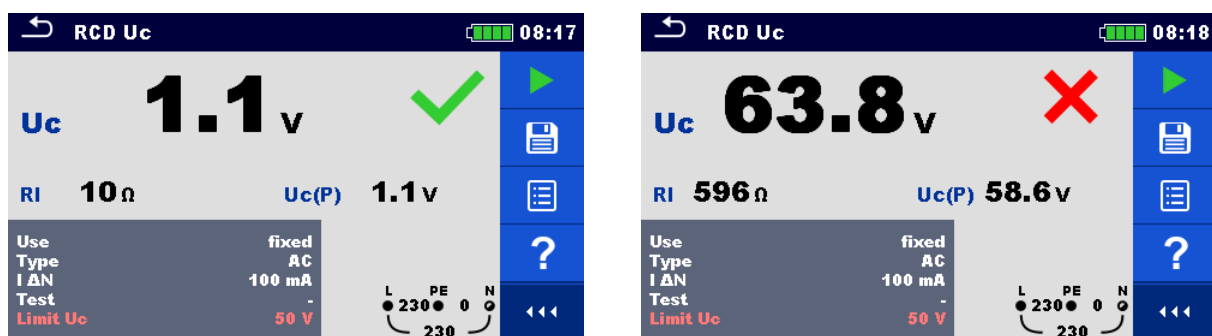 RCD Uc 08:17
Uc 1.1 V
RI 10 Ω Uc(P) 1.1 V
Use fixed
Type AC
I ΔN 100 mA
Test -
Limit Uc 50 V
L PE N
230 0
230
?
RCD Uc 08:18
Uc 63.8 V
RI 596 Ω Uc(P) 58.6 V
Use fixed
Type AC
I ΔN 100 mA
Test -
Limit Uc 50 V
L PE N
230 0
230
?